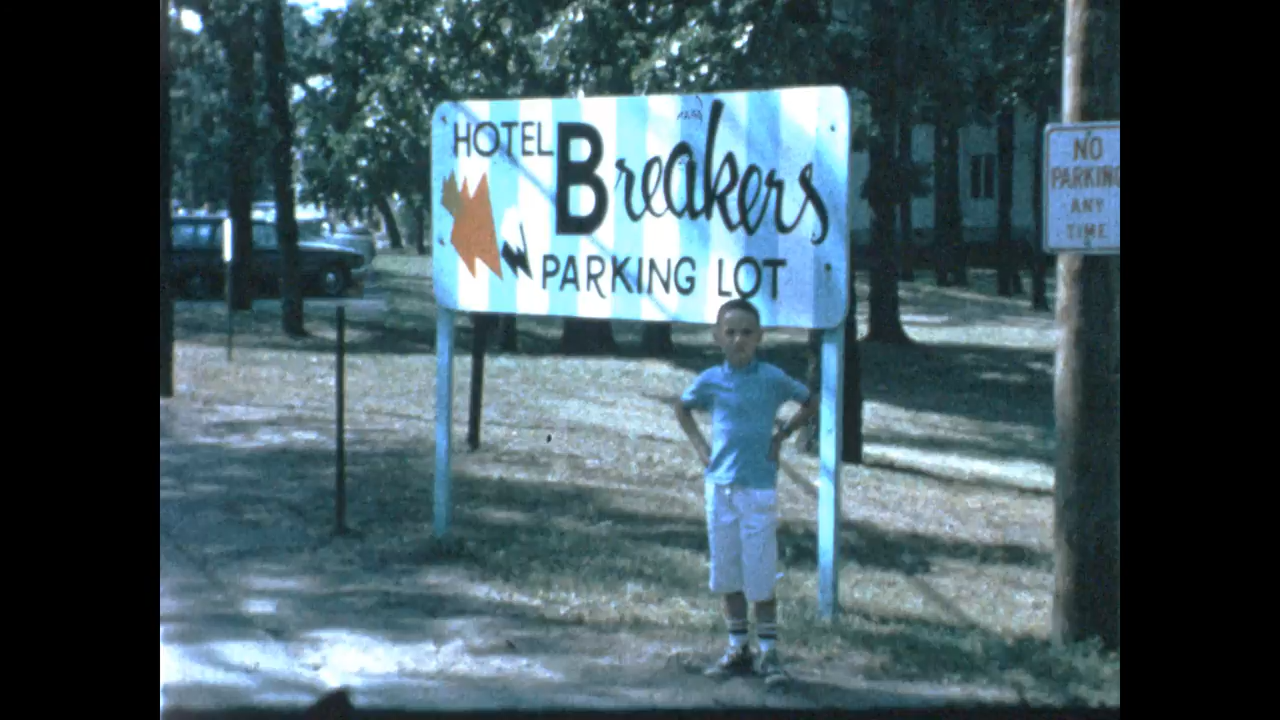 HOTEL Breakers
PARKING LOT
NO
PARKING
ANY
TIME